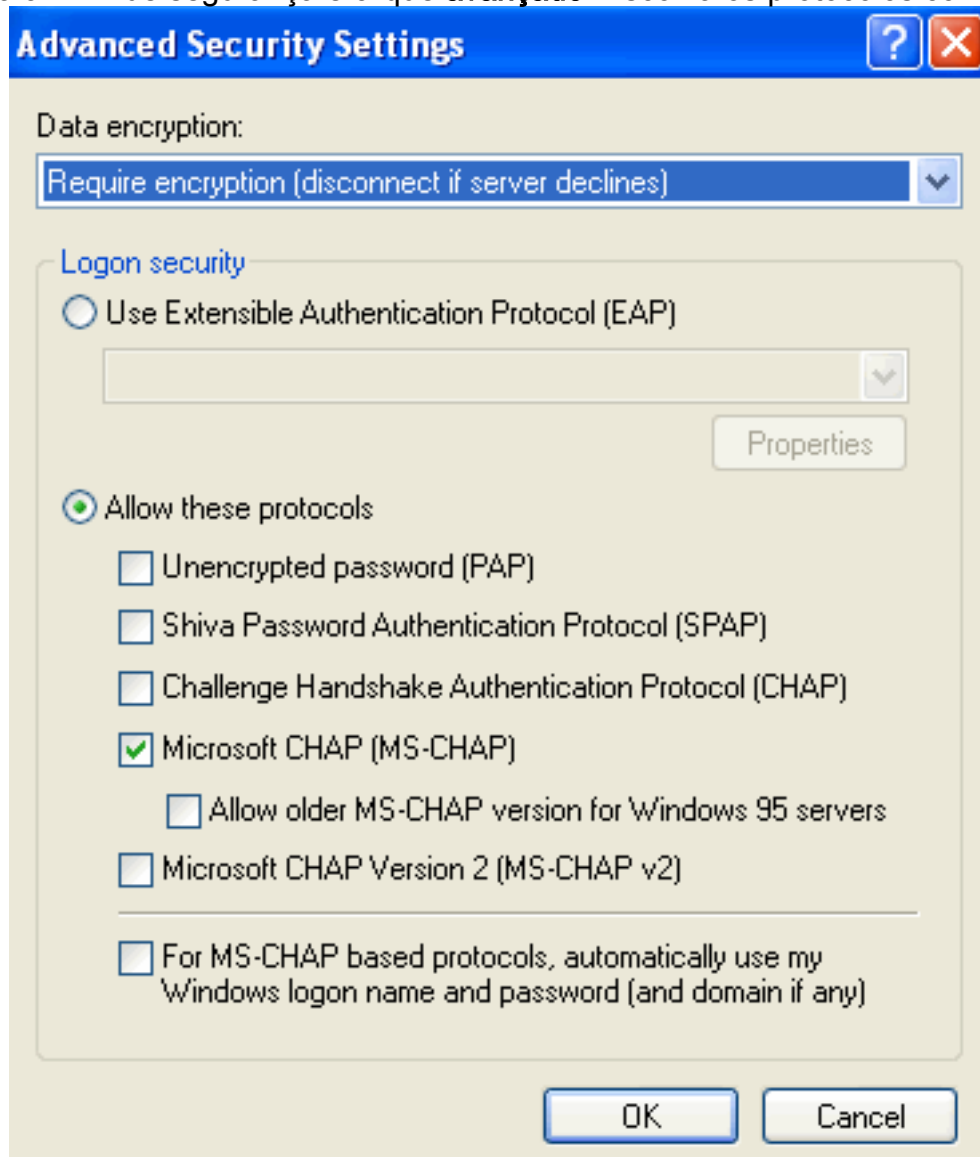 avançado
Advanced Security Settings
Data encryption:
Require encryption (disconnect if server declines)
Logon security
Use Extensible Authentication Protocol (EAP)
Properties
Allow these protocols
Unencrypted password (PAP)
Shiva Password Authentication Protocol (SPAP)
Challenge Handshake Authentication Protocol (CHAP)
Microsoft CHAP (MS-CHAP)
Allow older MS-CHAP version for Windows 95 servers
Microsoft CHAP Version 2 (MS-CHAP v2)
For MS-CHAP based protocols, automatically use my
Windows logon name and password (and domain if any)
OK
Cancel